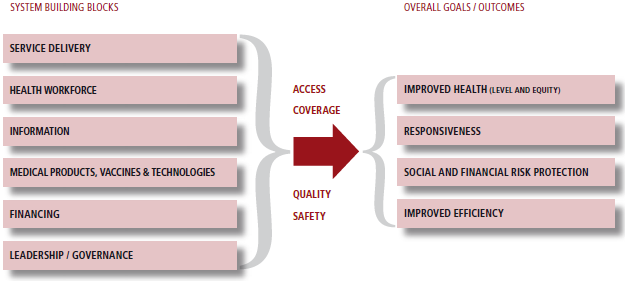 SYSTEM BUILDING BLOCKS
SERVICE DELIVERY
HEALTH WORKFORCE
INFORMATION
MEDICAL PRODUCTS, VACCINES & TECHNOLOGIES
FINANCING
LEADERSHIP / GOVERNANCE
ACCESS
COVERAGE
QUALITY
SAFETY
OVERALL GOALS / OUTCOMES
IMPROVED HEALTH (LEVEL AND EQUITY)
RESPONSIVENESS
SOCIAL AND FINANCIAL RISK PROTECTION
IMPROVED EFFICIENCY